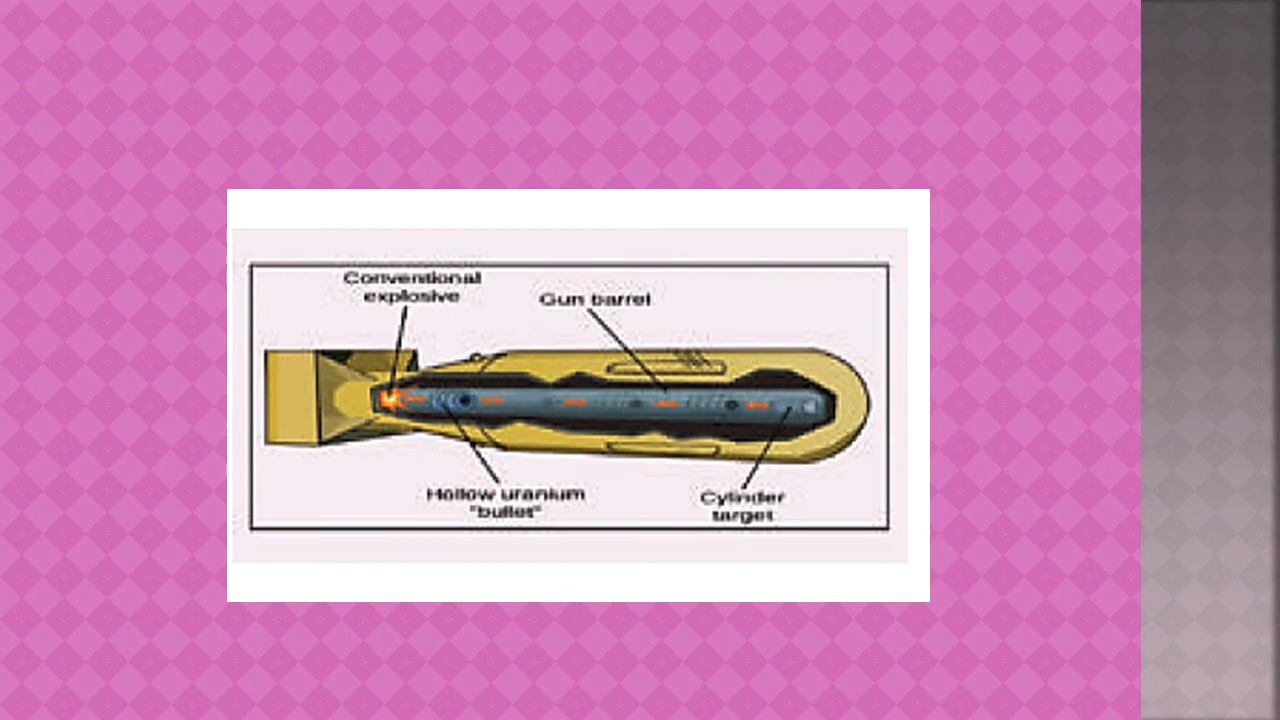 Conventional
explosive
Gun barrel
Hollow uranium
"bullet"
Cylinder
target